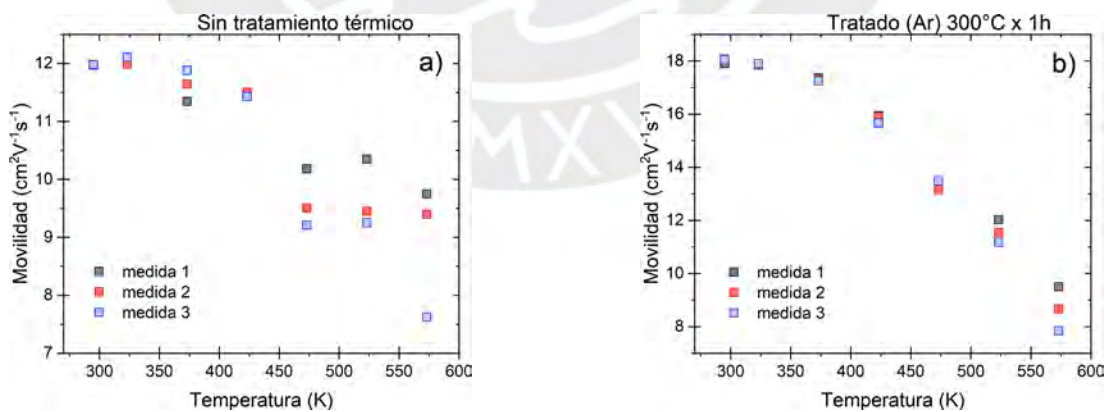 Sin tratamiento térmico
a)
Movilidad (cm²V⁻¹s⁻¹)
12
11
10
9
8
7
medida 1
medida 2
medida 3
300 350 400 450 500 550 600
Temperatura (K)
Tratado (Ar) 300°C x 1h
b)
Movilidad (cm²V⁻¹s⁻¹)
18
16
14
12
10
8
medida 1
medida 2
medida 3
300 350 400 450 500 550 600
Temperatura (K)
MXV